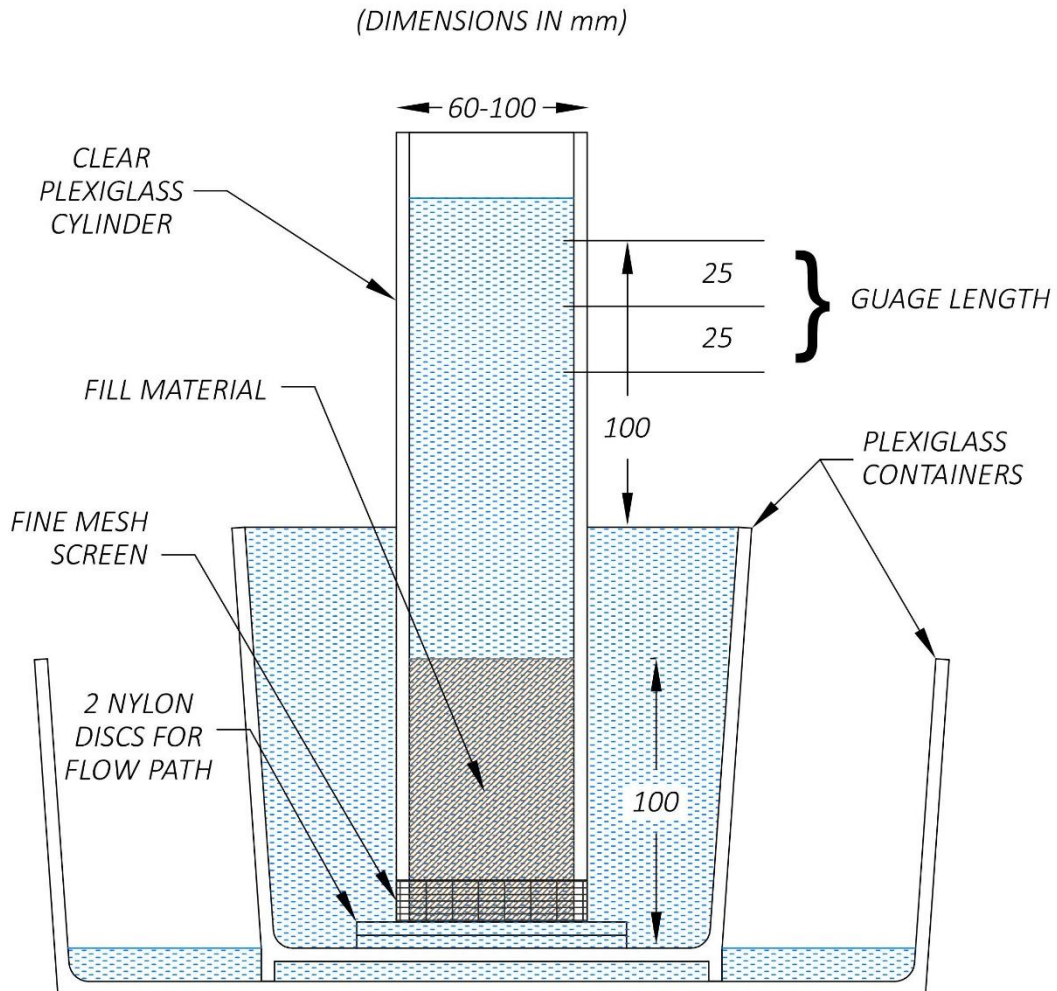 (DIMENSIONS IN mm)
60-100
CLEAR
PLEXIGLASS
CYLINDER
25
25
GUAGE LENGTH
FILL MATERIAL
100
PLEXIGLASS
CONTAINERS
FINE MESH
SCREEN
2 NYLON
DISCS FOR
FLOW PATH
100